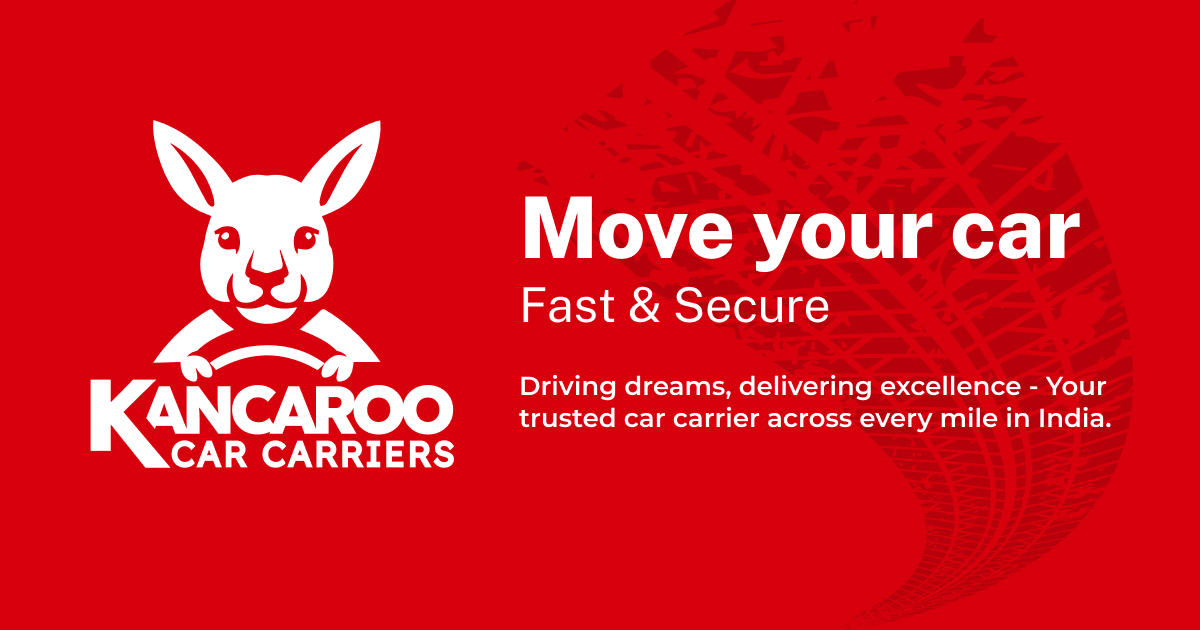 KANCAROO
CAR CARRIERS
Move your car
Fast & Secure
Driving dreams, delivering excellence - Your
trusted car carrier across every mile in India.